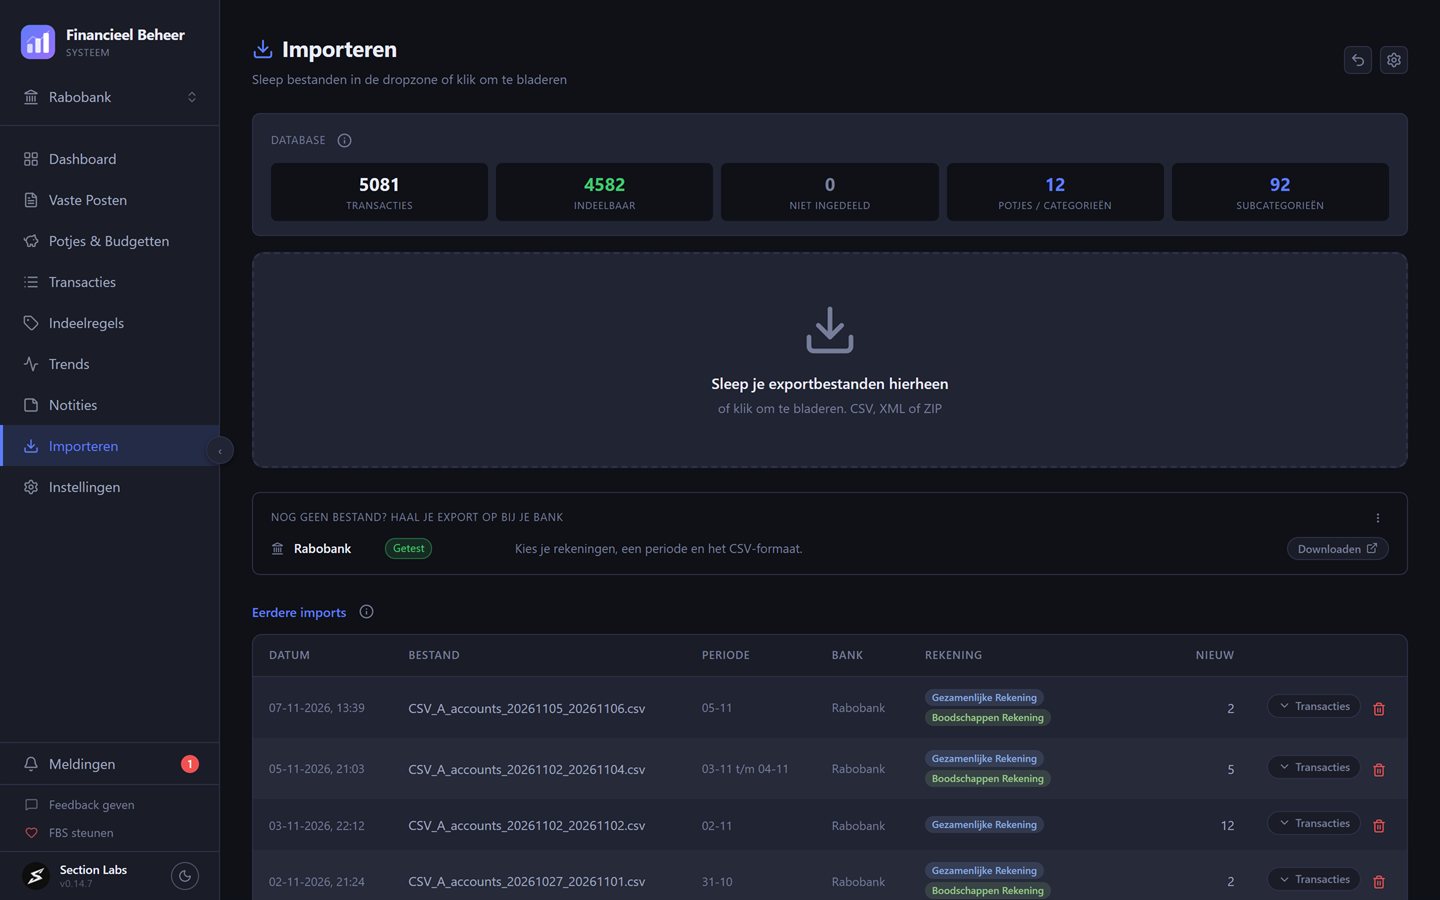 Financieel Beheer
SYSTEEM
Rabobank
Dashboard
Vaste Posten
Potjes & Budgetten
Transacties
Indeelregels
Trends
Notities
Importeren
Instellingen
Meldingen 1
Feedback geven
FBS steunen
Section Labs
v0.14.7
Importeren
Sleep bestanden in de dropzone of klik om te bladeren
DATABASE
5081
TRANSACTIES
4582
INDEELBAAR
0
NIET INGEDEELD
12
POTJES / CATEGORIEËN
92
SUBCATEGORIEËN
Sleep je exportbestanden hierheen
of klik om te bladeren. CSV, XML of ZIP
NOG GEEN BESTAND? HAAL JE EXPORT OP BIJ JE BANK
Rabobank Getest Kies je rekeningen, een periode en het CSV-formaat. Downloaden
Eerdere imports
DATUM BESTAND PERIODE BANK REKENING NIEUW
07-11-2026, 13:39 CSV_A_accounts_20261105_20261106.csv 05-11 Rabobank Gezamenlijke Rekening 2 Transacties
Boodschappen Rekening
05-11-2026, 21:03 CSV_A_accounts_20261102_20261104.csv 03-11 t/m 04-11 Rabobank Gezamenlijke Rekening 5 Transacties
Boodschappen Rekening
03-11-2026, 22:12 CSV_A_accounts_20261102_20261102.csv 02-11 Rabobank Gezamenlijke Rekening 12 Transacties
02-11-2026, 21:24 CSV_A_accounts_20261027_20261101.csv 31-10 Rabobank Gezamenlijke Rekening 2 Transacties
Boodschappen Rekening